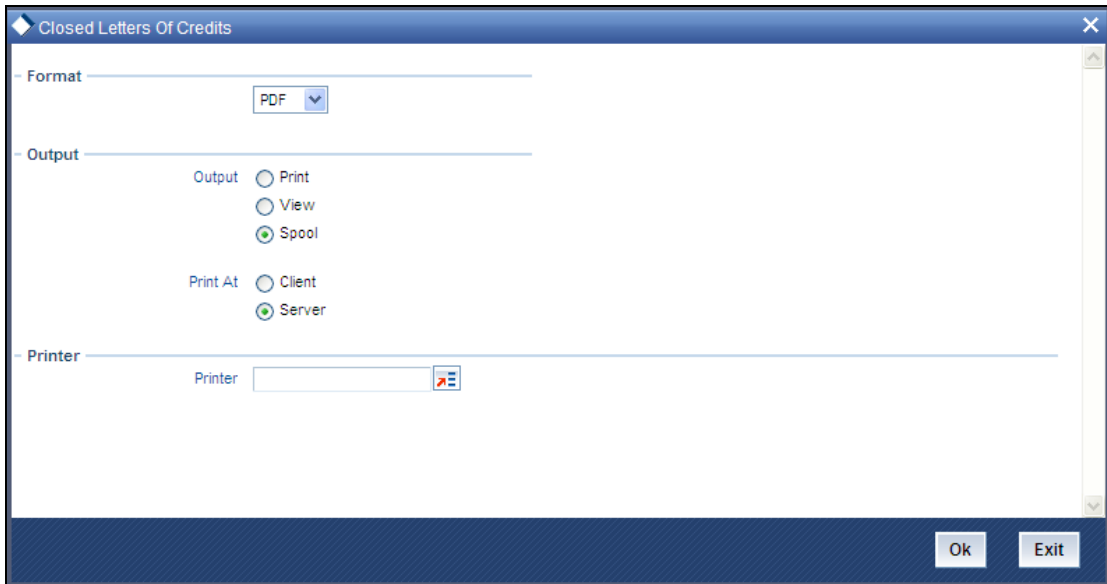 Closed Letters Of Credits
Format
PDF
Output
Output Print
View
Spool
Print At Client
Server
Printer
Printer
Ok Exit